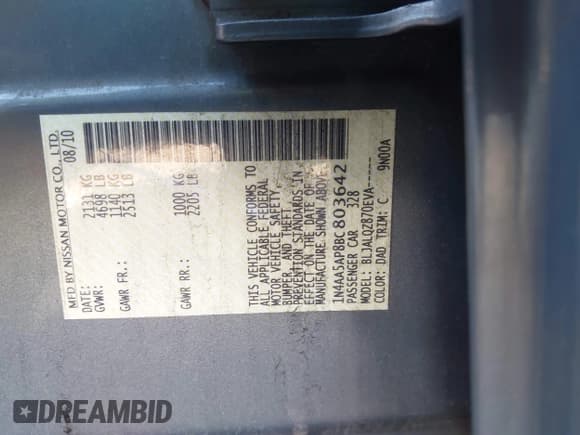 MFD BY NISSAN MOTOR CO., LTD.
08/10
DATE: 2131 KG
GVWR: 4698 LB
1140 KG
GAWR FR: 2513 LB
1000 KG
GAWR RR: 2205 LB
THIS VEHICLE CONFORMS TO
ALL APPLICABLE FEDERAL
MOTOR VEHICLE SAFETY,
BUMPER, AND THEFT
PREVENTION STANDARDS IN
EFFECT ON THE DATE OF
MANUFACTURE SHOWN ABOVE.
1N4AA5APBBC803642
PASSENGER CAR 328
MODEL: BLJALQZB70EVA-----
COLOR: DAD TRIM: C 9N00A
DREAMBID